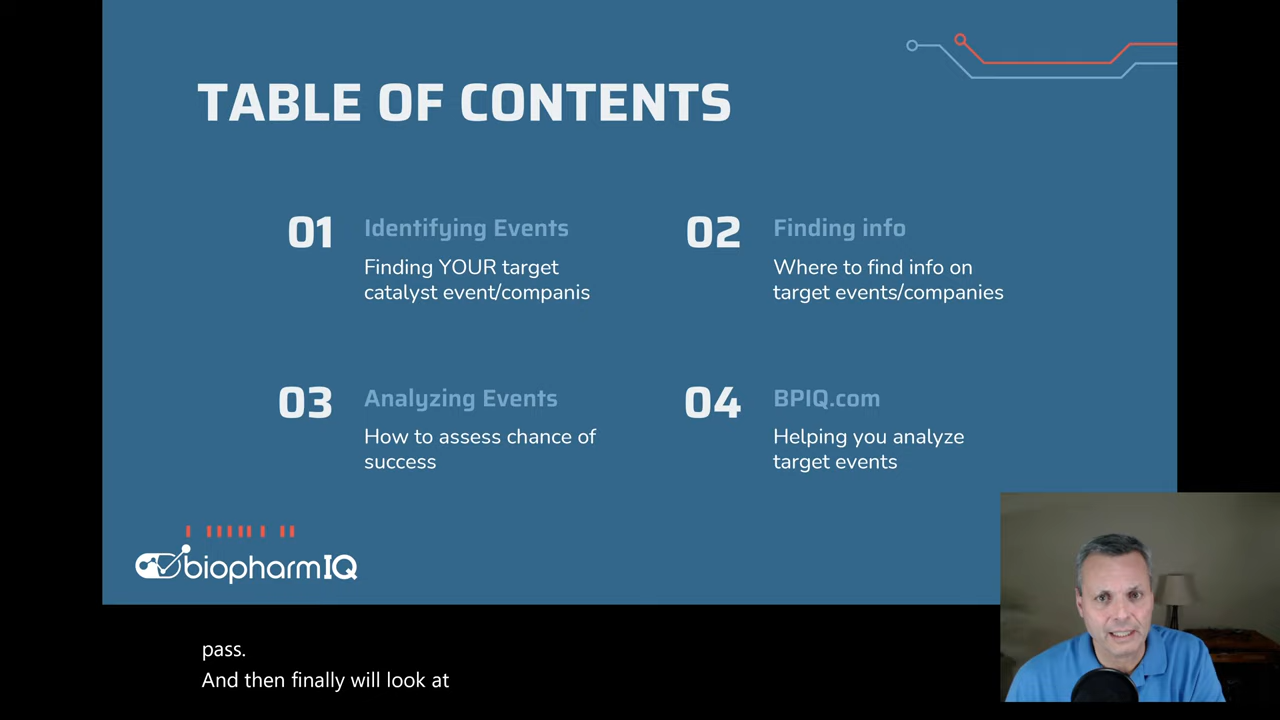 TABLE OF CONTENTS
01
Identifying Events
Finding YOUR target
catalyst event/companis
02
Finding info
Where to find info on
target events/companies
03
Analyzing Events
How to assess chance of
success
04
BPIQ.com
Helping you analyze
target events
biopharmIQ
pass.
And then finally will look at